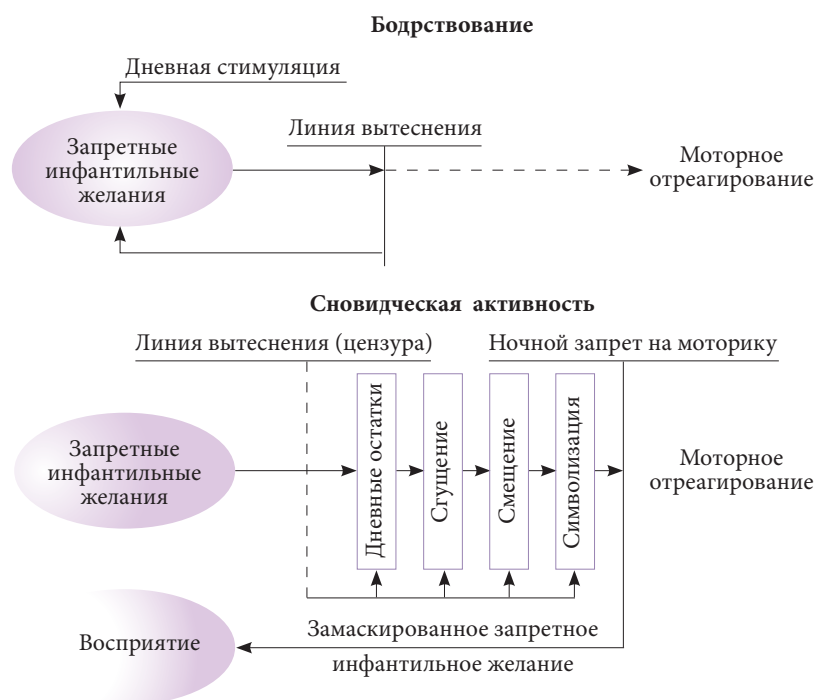 Бодрствование
Дневная стимуляция
Линия вытеснения
Запретные
инфантильные
желания
Моторное
отреагирование
Сновидческая активность
Линия вытеснения (цензура)
Ночной запрет на моторику
Запретные
инфантильные
желания
Дневные остатки
Сгущение
Смещение
Символизация
Моторное
отреагирование
Восприятие
Замаскированное запретное
инфантильное желание